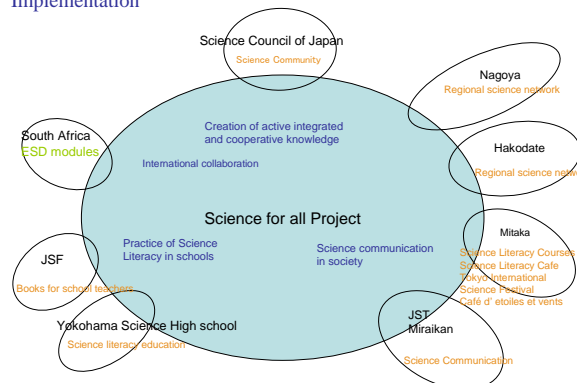 Implementation
Science Council of Japan
Science Community
Nagoya
Regional science network
South Africa
ESD modules
Creation of active integrated
and cooperative knowledge
International collaboration
Hakodate
Regional science netw
Science for all Project
Mitaka
Science Literacy Courses
Science Literacy Cafe
Tokyo International
Science Festival
Café d' etoiles et vents
Practice of Science
Literacy in schools
Science communication
in society
JSF
Books for school teachers
Yokohama Science High school
Science literacy education
JST
Miraikan
Science Communication